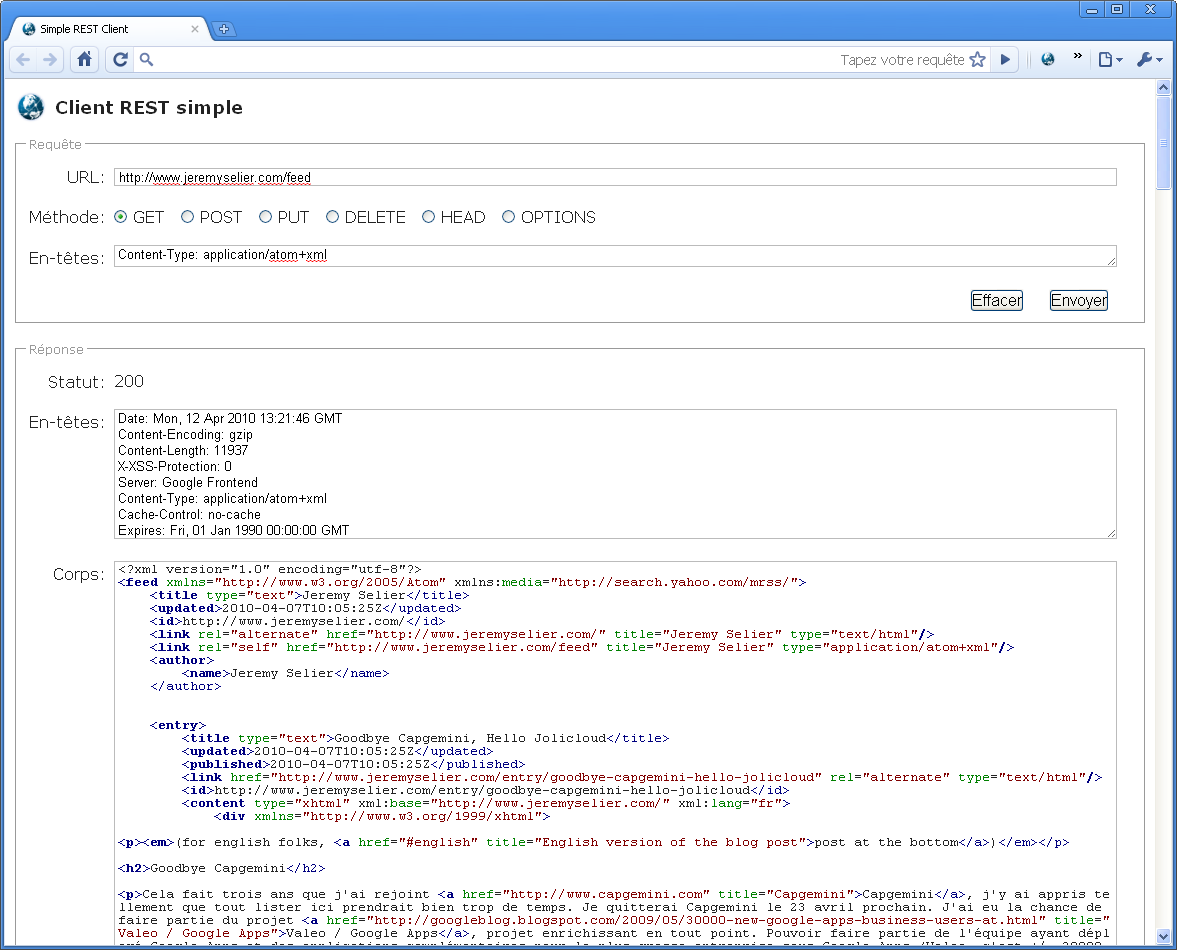 Simple REST Client
Tapez votre requête
Client REST simple
Requête
URL: http://www.jeremyselier.com/feed
Méthode: GET POST PUT DELETE HEAD OPTIONS
En-têtes: Content-Type: application/atom+xml
Effacer Envoyer
Réponse
Statut: 200
En-têtes: Date: Mon, 12 Apr 2010 13:21:46 GMT
Content-Encoding: gzip
Content-Length: 11937
X-XSS-Protection: 0
Server: Google Frontend
Content-Type: application/atom+xml
Cache-Control: no-cache
Expires: Fri, 01 Jan 1990 00:00:00 GMT
Corps: <?xml version="1.0" encoding="utf-8"?>
<feed xmlns="http://www.w3.org/2005/Atom" xmlns:media="http://search.yahoo.com/mrss/">
<title type="text">Jeremy Selier</title>
<updated>2010-04-07T10:05:25Z</updated>
<id>http://www.jeremyselier.com/</id>
<link rel="alternate" href="http://www.jeremyselier.com/" title="Jeremy Selier" type="text/html"/>
<link rel="self" href="http://www.jeremyselier.com/feed" title="Jeremy Selier" type="application/atom+xml"/>
<author>
<name>Jeremy Selier</name>
</author>
<entry>
<title type="text">Goodbye Capgemini, Hello Jolicloud</title>
<updated>2010-04-07T10:05:25Z</updated>
<published>2010-04-07T10:05:25Z</published>
<link href="http://www.jeremyselier.com/entry/goodbye-capgemini-hello-jolicloud" rel="alternate" type="text/html"/>
<id>http://www.jeremyselier.com/entry/goodbye-capgemini-hello-jolicloud</id>
<content type="xhtml" xml:base="http://www.jeremyselier.com/" xml:lang="fr">
<div xmlns="http://www.w3.org/1999/xhtml">
<p><em>(for english folks, <a href="#english" title="English version of the blog post">post at the bottom</a>)</em></p>
<h2>Goodbye Capgemini</h2>
<p>Cela fait trois ans que j'ai rejoint <a href="http://www.capgemini.com" title="Capgemini">Capgemini</a>, j'y ai appris te
llement que tout lister ici prendrait bien trop de temps. Je quitterai Capgemini le 23 avril prochain. J'ai eu la chance de
faire partie du projet <a href="http://googleblog.blogspot.com/2009/05/30000-new-google-apps-business-users-at.html" title="
Valeo / Google Apps">Valeo / Google Apps</a>, projet enrichissant en tout point. Pouvoir faire partie de l'équipe ayant dépl